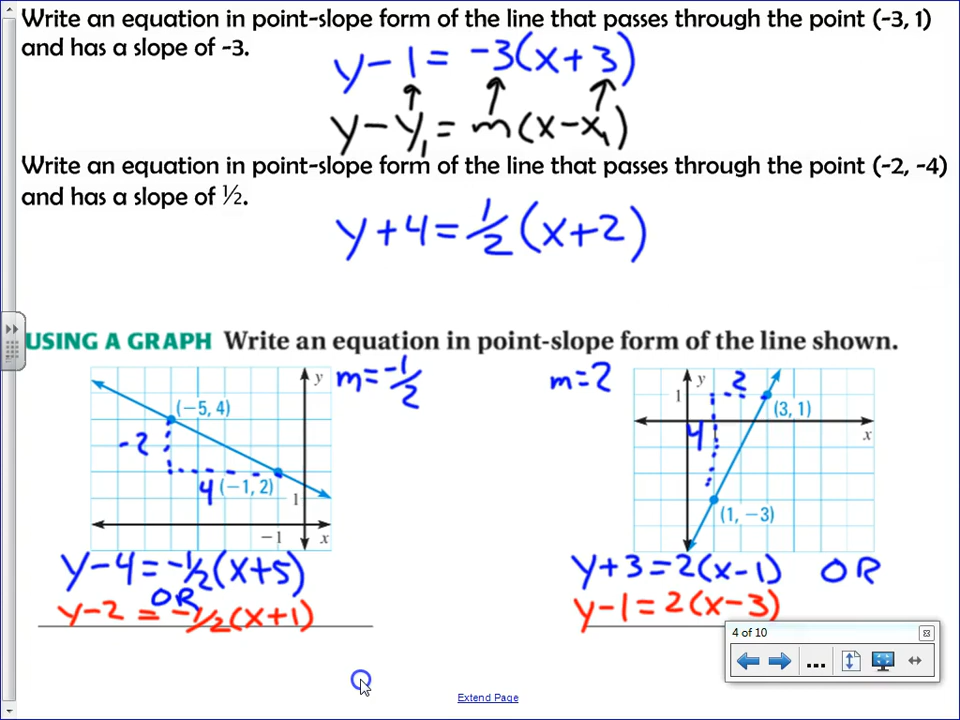 Write an equation in point-slope form of the line that passes through the point (-3, 1)
and has a slope of -3.
y-1 = -3(x+3)
y-y₁ = m(x-x₁)
Write an equation in point-slope form of the line that passes through the point (-2, -4)
and has a slope of ½.
y+4=1/2(x+2)
USING A GRAPH Write an equation in point-slope form of the line shown.
y
m=-1/2
(-5, 4)
-2
4
(-1, 2)
1
-1
x
m=2
y
1
2
(3, 1)
4
x
(1, -3)
y-4=-1/2(x+5)
OR
y-2=-1/2(x+1)
y+3=2(x-1) OR
y-1=2(x-3)
4 of 10
...
Extend Page